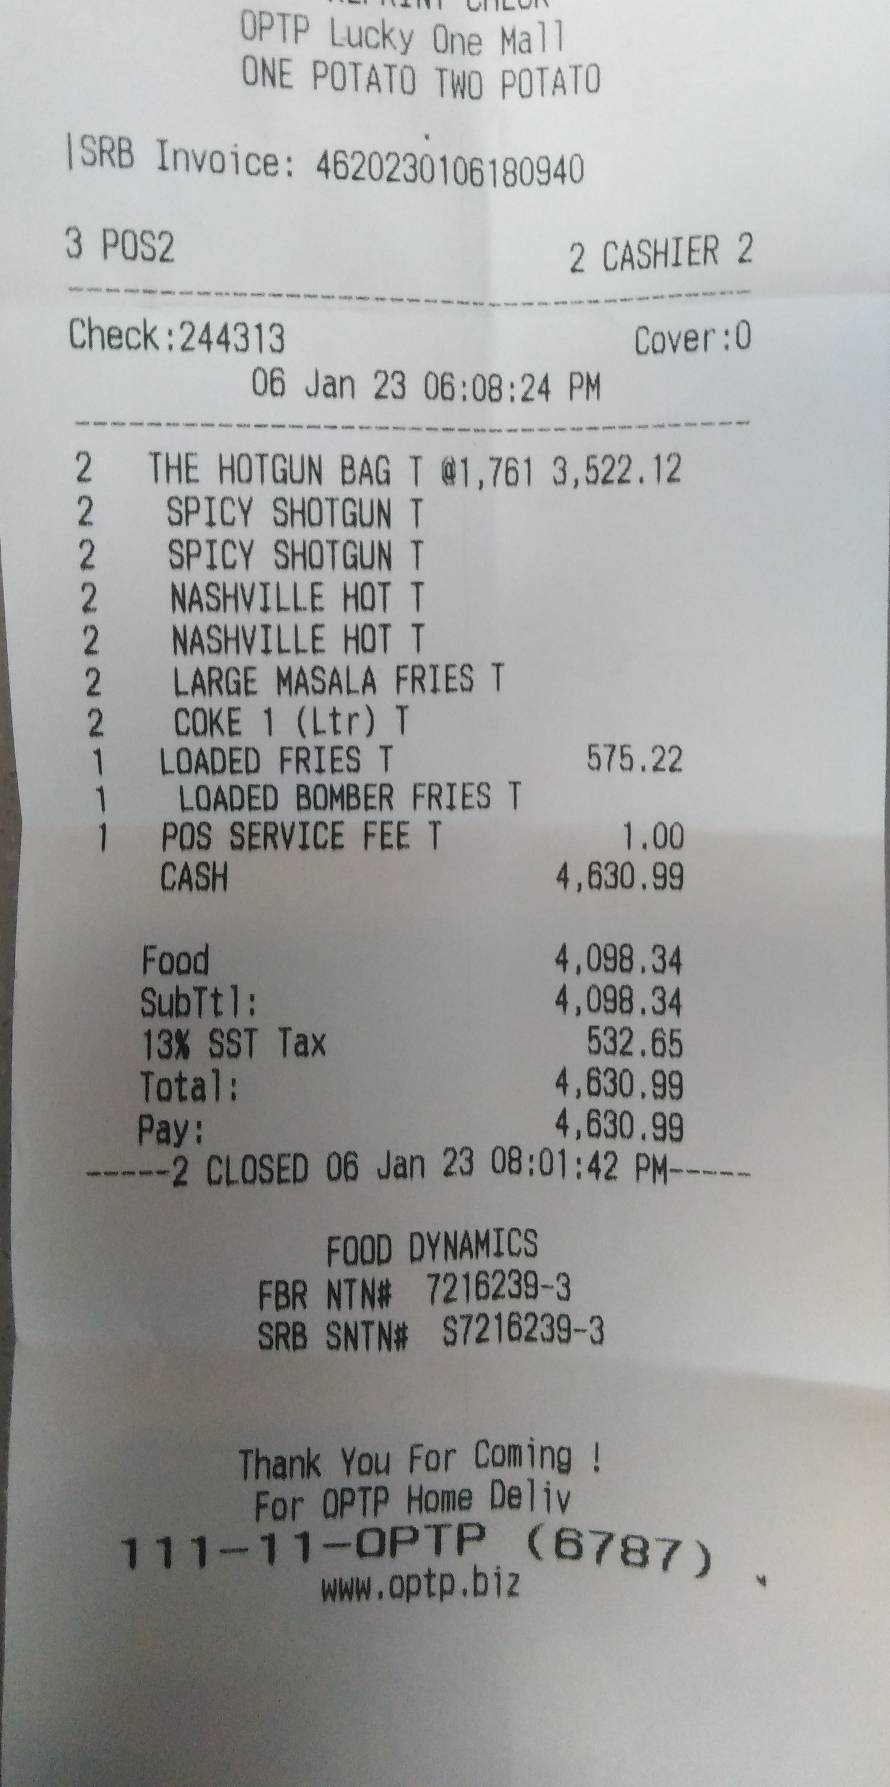 REPRINT CHECK
OPTP Lucky One Mall
ONE POTATO TWO POTATO
|SRB Invoice: 4620230106180940
3 POS2 2 CASHIER 2
Check:244313 Cover:0
06 Jan 23 06:08:24 PM
2 THE HOTGUN BAG T @1,761 3,522.12
2 SPICY SHOTGUN T
2 SPICY SHOTGUN T
2 NASHVILLE HOT T
2 NASHVILLE HOT T
2 LARGE MASALA FRIES T
2 COKE 1 (Ltr) T
1 LOADED FRIES T 575.22
1 LOADED BOMBER FRIES T
1 POS SERVICE FEE T 1.00
CASH 4,630.99
Food 4,098.34
SubTtl: 4,098.34
13% SST Tax 532.65
Total: 4,630.99
Pay: 4,630.99
-----2 CLOSED 06 Jan 23 08:01:42 PM-----
FOOD DYNAMICS
FBR NTN# 7216239-3
SRB SNTN# S7216239-3
Thank You For Coming !
For OPTP Home Deliv
111-11-OPTP (6787)
www.optp.biz